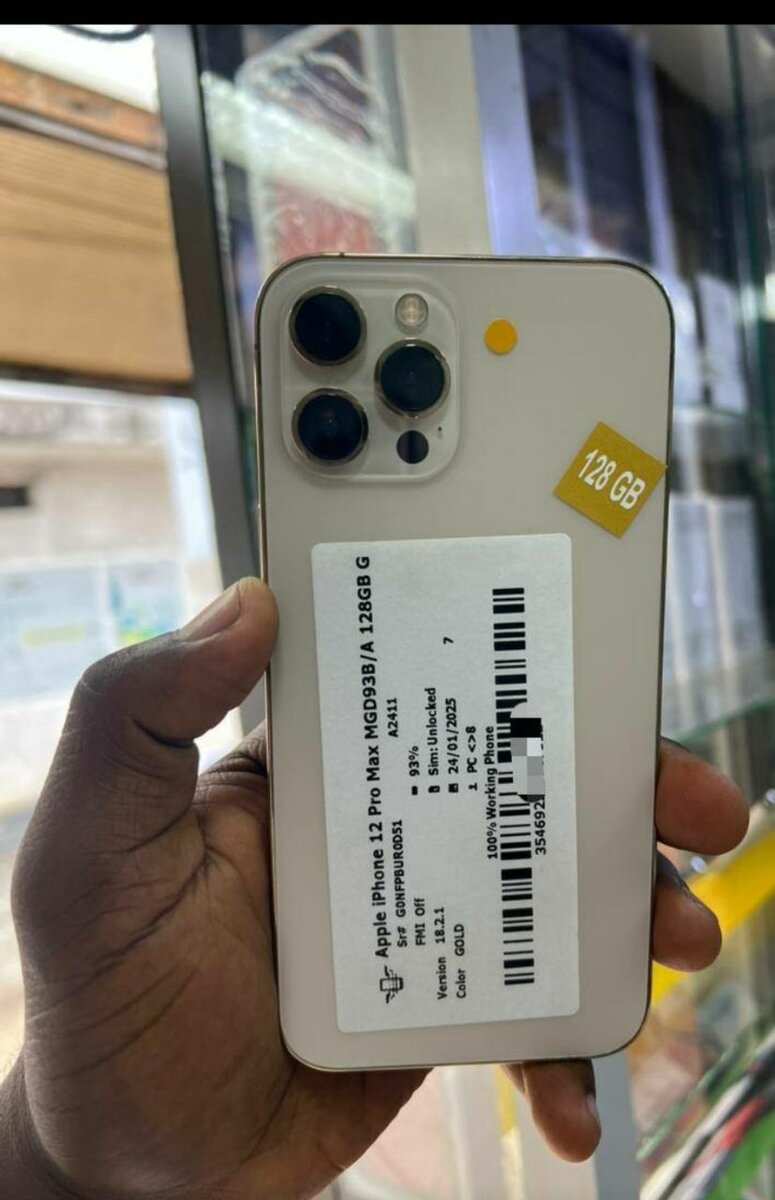 128 GB
Apple iPhone 12 Pro Max MGD93B/A 128GB G
Sr# G0NFPBUR0D51 A2411
FMI Off 93%
Version 18.2.1 Sim:Unlocked
Color GOLD 24/01/2025 7
PC <>8
100% Working Phone
354692